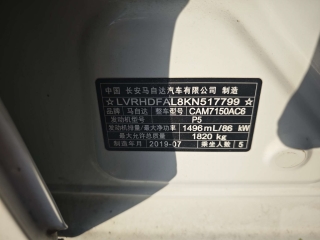 中国 长安马自达汽车有限公司 制造
☆LVRHDFAL8KN517799☆
品牌 马自达 整车型号 CAM7150AC6
发动机型号 P5
发动机排量/最大净功率 1496mL/86 kW
最大允许总质量 1820 kg
制造年月 2019-07 乘坐人数 5